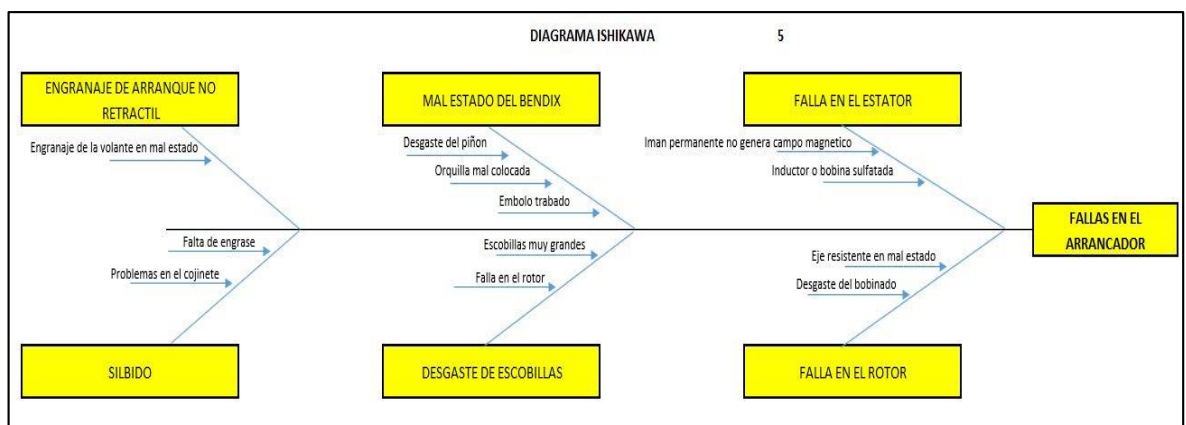 DIAGRAMA ISHIKAWA 5
ENGRANAJE DE ARRANQUE NO
RETRACTIL
MAL ESTADO DEL BENDIX
FALLA EN EL ESTATOR
Engranaje de la volante en mal estado
Desgaste del piñon
Orquilla mal colocada
Embolo trabado
Iman permanente no genera campo magnetico
Inductor o bobina sulfatada
FALLAS EN EL
ARRANCADOR
Falta de engrase
Problemas en el cojinete
Escobillas muy grandes
Falla en el rotor
Eje resistente en mal estado
Desgaste del bobinado
SILBIDO
DESGASTE DE ESCOBILLAS
FALLA EN EL ROTOR